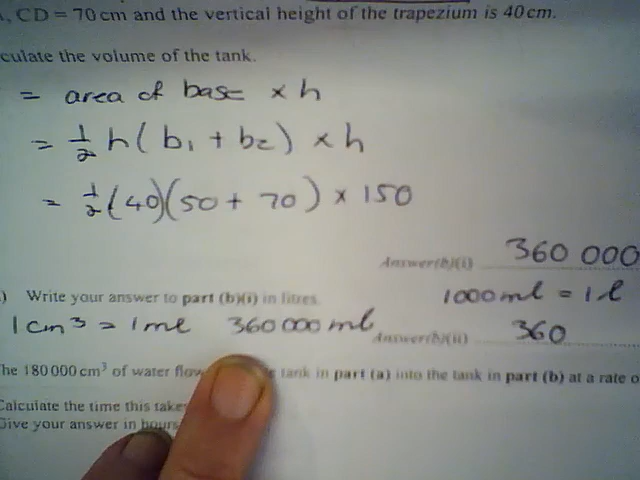 , CD = 70 cm and the vertical height of the trapezium is 40 cm.
culate the volume of the tank.
= area of base × h
= 1/2 h ( b1 + b2 ) × h
= 1/2 (40)(50 + 70) × 150
Answer(b)(i) 360 000
) Write your answer to part (b)(i) in litres. 1000 ml = 1 l
1 cm³ = 1 ml 360 000 ml Answer(b)(ii) 360
he 180 000 cm³ of water flow tank in part (a) into the tank in part (b) at a rate o
Calculate the time this take
Give your answer in hours